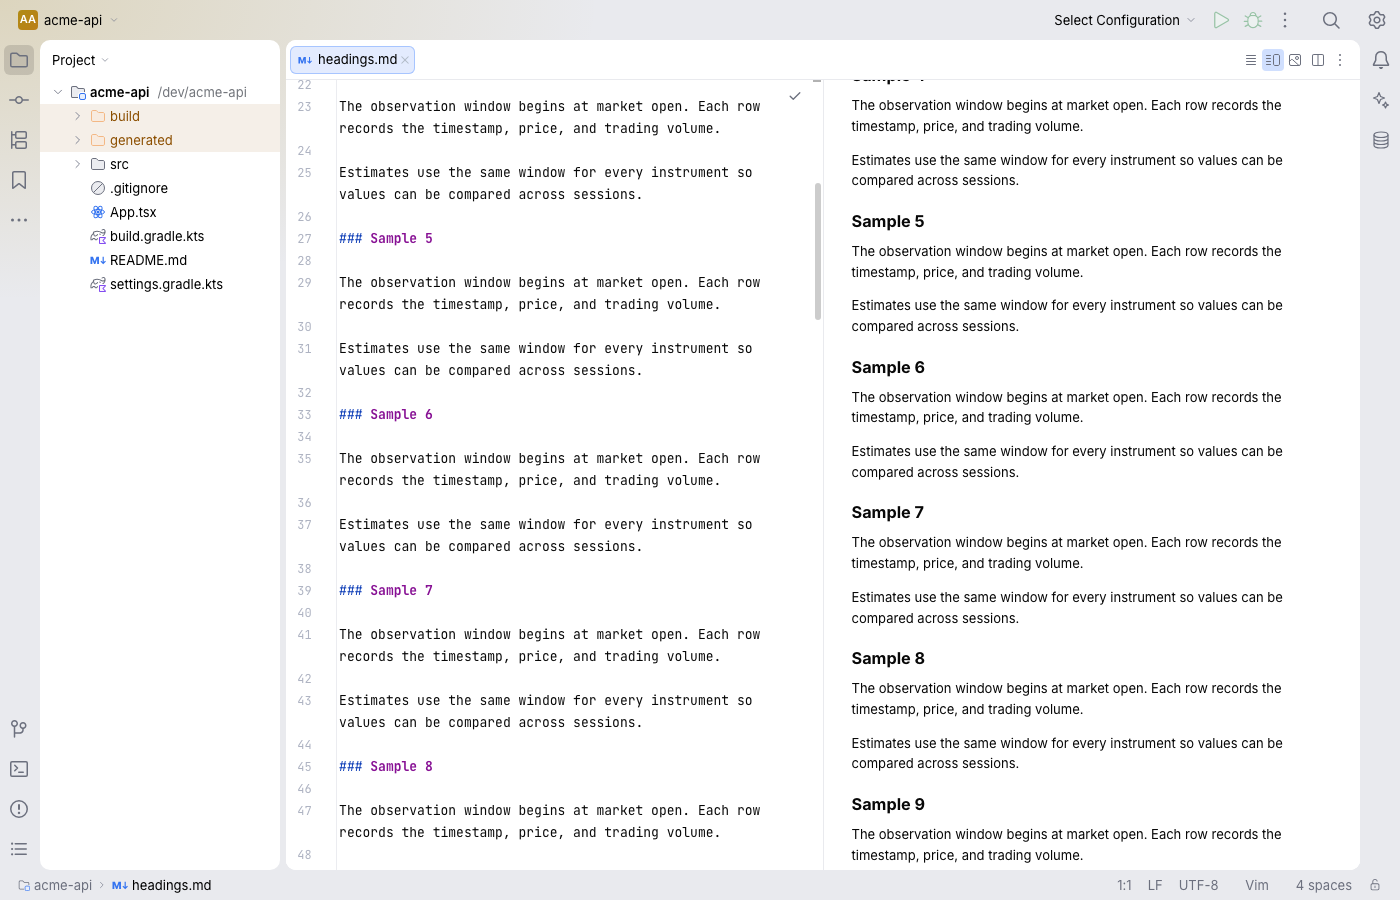 AA acme-api
Select Configuration
Project
acme-api /dev/acme-api
build
generated
src
.gitignore
App.tsx
build.gradle.kts
M↓ README.md
settings.gradle.kts
M↓ headings.md
22
23 The observation window begins at market open. Each row
records the timestamp, price, and trading volume.
24
25 Estimates use the same window for every instrument so
values can be compared across sessions.
26
27 ### Sample 5
28
29 The observation window begins at market open. Each row
records the timestamp, price, and trading volume.
30
31 Estimates use the same window for every instrument so
values can be compared across sessions.
32
33 ### Sample 6
34
35 The observation window begins at market open. Each row
records the timestamp, price, and trading volume.
36
37 Estimates use the same window for every instrument so
values can be compared across sessions.
38
39 ### Sample 7
40
41 The observation window begins at market open. Each row
records the timestamp, price, and trading volume.
42
43 Estimates use the same window for every instrument so
values can be compared across sessions.
44
45 ### Sample 8
46
47 The observation window begins at market open. Each row
records the timestamp, price, and trading volume.
48
The observation window begins at market open. Each row records the
timestamp, price, and trading volume.
Estimates use the same window for every instrument so values can be
compared across sessions.
Sample 5
The observation window begins at market open. Each row records the
timestamp, price, and trading volume.
Estimates use the same window for every instrument so values can be
compared across sessions.
Sample 6
The observation window begins at market open. Each row records the
timestamp, price, and trading volume.
Estimates use the same window for every instrument so values can be
compared across sessions.
Sample 7
The observation window begins at market open. Each row records the
timestamp, price, and trading volume.
Estimates use the same window for every instrument so values can be
compared across sessions.
Sample 8
The observation window begins at market open. Each row records the
timestamp, price, and trading volume.
Estimates use the same window for every instrument so values can be
compared across sessions.
Sample 9
The observation window begins at market open. Each row records the
timestamp, price, and trading volume.
acme-api › M↓ headings.md
1:1 LF UTF-8 Vim 4 spaces